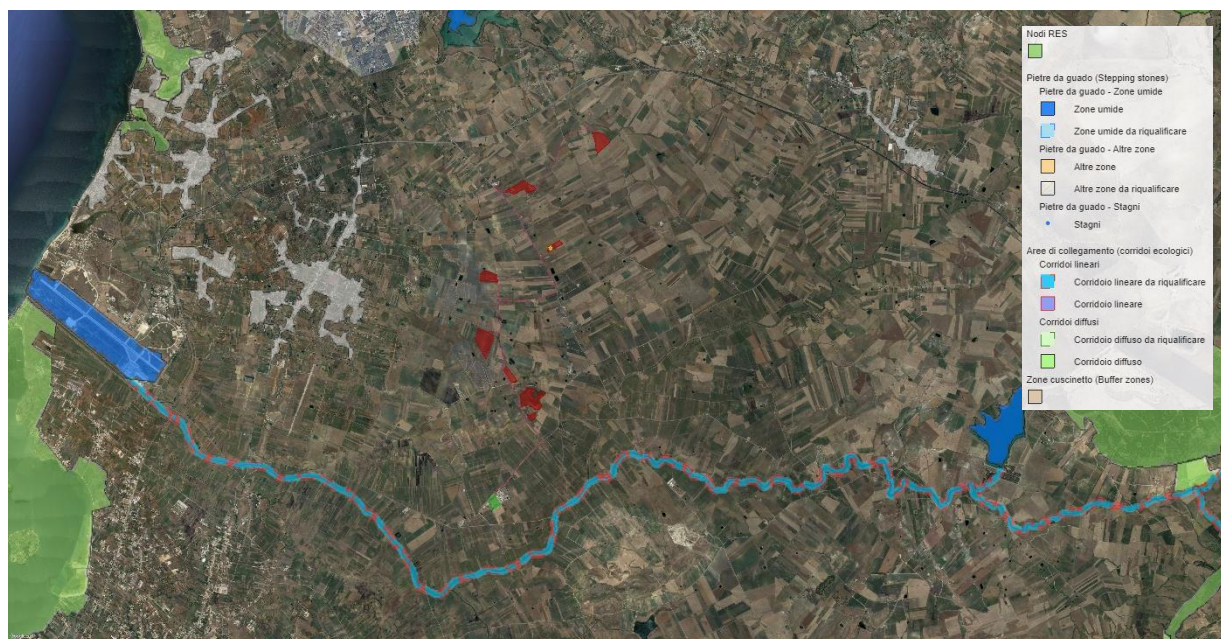 Nodi RES
Pietre da guado (Stepping stones)
Pietre da guado - Zone umide
Zone umide
Zone umide da riqualificare
Pietre da guado - Altre zone
Altre zone
Altre zone da riqualificare
Pietre da guado - Stagni
Stagni
Aree di collegamento (corridoi ecologici)
Corridoi lineari
Corridoio lineare da riqualificare
Corridoio lineare
Corridoi diffusi
Corridoio diffuso da riqualificare
Corridoio diffuso
Zone cuscinetto (Buffer zones)